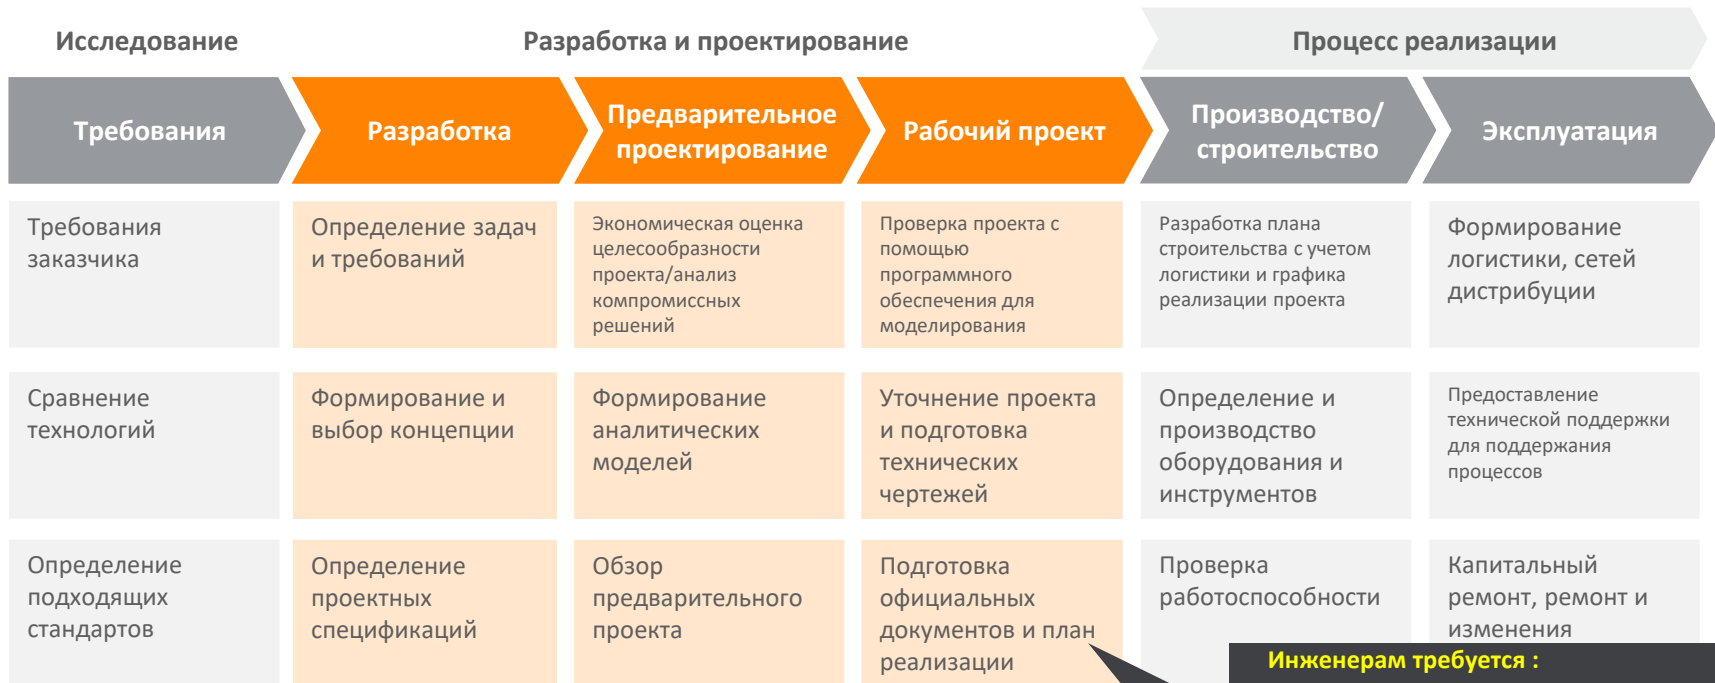 Исследование
Разработка и проектирование
Процесс реализации
Требования
Разработка
Предварительное
проектирование
Рабочий проект
Производство/
строительство
Эксплуатация
Требования
заказчика
Определение задач
и требований
Экономическая оценка
целесообразности
проекта/анализ
компромиссных
решений
Проверка проекта с
помощью
программного
обеспечения для
моделирования
Разработка плана
строительства с учетом
логистики и графика
реализации проекта
Формирование
логистики, сетей
дистрибуции
Сравнение
технологий
Формирование и
выбор концепции
Формирование
аналитических
моделей
Уточнение проекта
и подготовка
технических
чертежей
Определение и
производство
оборудования и
инструментов
Предоставление
технической поддержки
для поддержания
процессов
Определение
подходящих
стандартов
Определение
проектных
спецификаций
Обзор
предварительного
проекта
Подготовка
официальных
документов и план
реализации
Проверка
работоспособности
Капитальный
ремонт, ремонт и
изменения
Инженерам требуется :